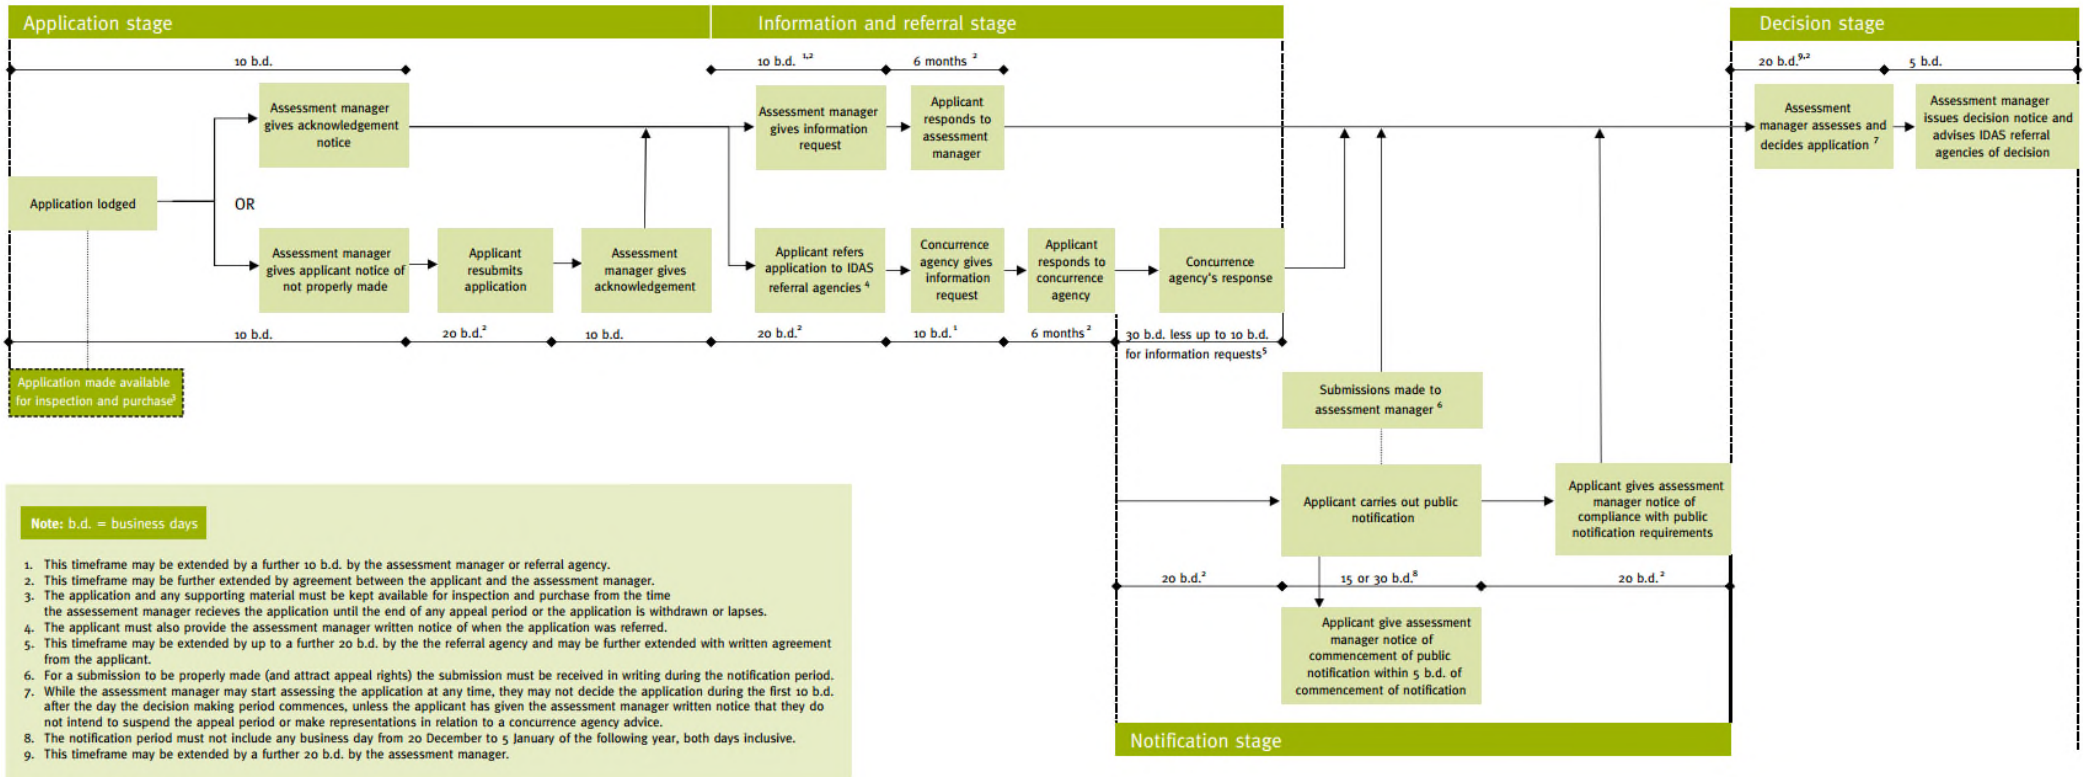 Application stage
Information and referral stage
Decision stage
10 b.d.
10 b.d. 1,2
6 months 2
20 b.d.9,2
5 b.d.
Assessment manager
gives acknowledgement
notice
Assessment manager
gives information
request
Applicant
responds to
assessment
manager
Assessment
manager assesses and
decides application 7
Assessment manager
issues decision notice and
advises IDAS referral
agencies of decision
Application lodged
OR
Assessment manager
gives applicant notice of
not properly made
Applicant
resubmits
application
Assessment
manager gives
acknowledgement
Applicant refers
application to IDAS
referral agencies 4
Concurrence
agency gives
information
request
Applicant
responds to
concurrence
agency
Concurrence
agency's response
10 b.d.
20 b.d.2
10 b.d.
20 b.d.2
10 b.d.1
6 months 2
30 b.d. less up to 10 b.d.
for information requests5
Application made available
for inspection and purchase3
Submissions made to
assessment manager 6
Applicant carries out public
notification
Applicant gives assessment
manager notice of
compliance with public
notification requirements
20 b.d.2
15 or 30 b.d.8
20 b.d. 2
Applicant give assessment
manager notice of
commencement of public
notification within 5 b.d. of
commencement of notification
Notification stage
Note: b.d. = business days
1. This timeframe may be extended by a further 10 b.d. by the assessment manager or referral agency.
2. This timeframe may be further extended by agreement between the applicant and the assessment manager.
3. The application and any supporting material must be kept available for inspection and purchase from the time
the assessement manager recieves the application until the end of any appeal period or the application is withdrawn or lapses.
4. The applicant must also provide the assessment manager written notice of when the application was referred.
5. This timeframe may be extended by up to a further 20 b.d. by the the referral agency and may be further extended with written agreement
from the applicant.
6. For a submission to be properly made (and attract appeal rights) the submission must be received in writing during the notification period.
7. While the assessment manager may start assessing the application at any time, they may not decide the application during the first 10 b.d.
after the day the decision making period commences, unless the applicant has given the assessment manager written notice that they do
not intend to suspend the appeal period or make representations in relation to a concurrence agency advice.
8. The notification period must not include any business day from 20 December to 5 January of the following year, both days inclusive.
9. This timeframe may be extended by a further 20 b.d. by the assessment manager.